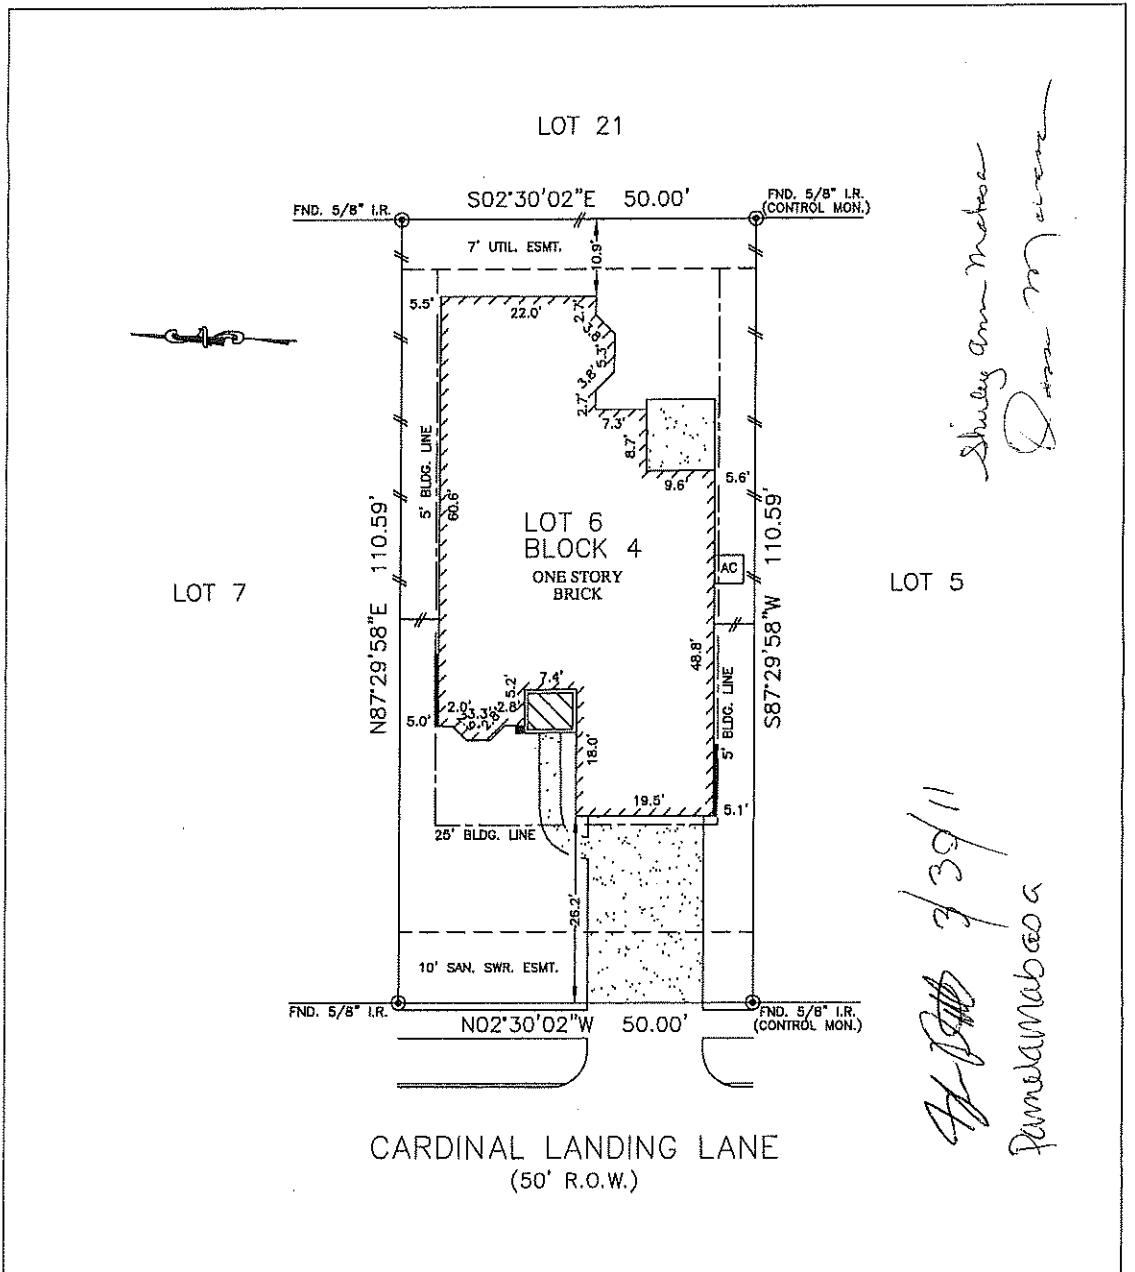 LOT 21
S02°30'02"E 50.00'
FND. 5/8" I.R.
FND. 5/8" I.R.
(CONTROL MON.)
7' UTIL. ESMT.
10.9'
5.5'
22.0'
2.7'
3.8'
5.3'
3.8'
2.7'
7.3'
8.7'
9.6'
5.6'
5' BLDG. LINE
60.6'
N87°29'58"E 110.59'
S87°29'58"W 110.59'
LOT 6
BLOCK 4
ONE STORY
BRICK
AC
LOT 7
LOT 5
48.8'
5' BLDG. LINE
7.4'
5.2'
2.0'
2.8'
2.8'
5.0'
18.0'
19.5'
5.1'
25' BLDG. LINE
26.2'
10' SAN. SWR. ESMT.
FND. 5/8" I.R.
FND. 5/8" I.R.
(CONTROL MON.)
N02°30'02"W 50.00'
CARDINAL LANDING LANE
(50' R.O.W.)
Shirley Ann
3/30/11